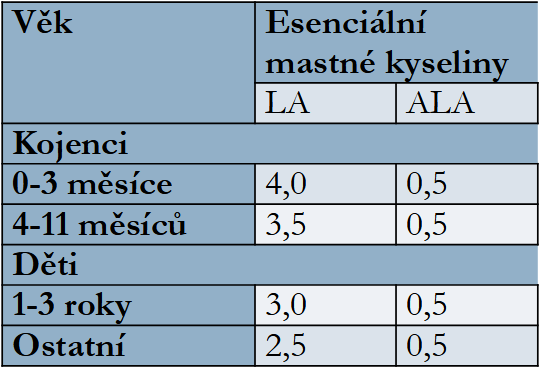 Věk Esenciální
mastné kyseliny
LA ALA
Kojenci
0-3 měsíce 4,0 0,5
4-11 měsíců 3,5 0,5
Děti
1-3 roky 3,0 0,5
Ostatní 2,5 0,5